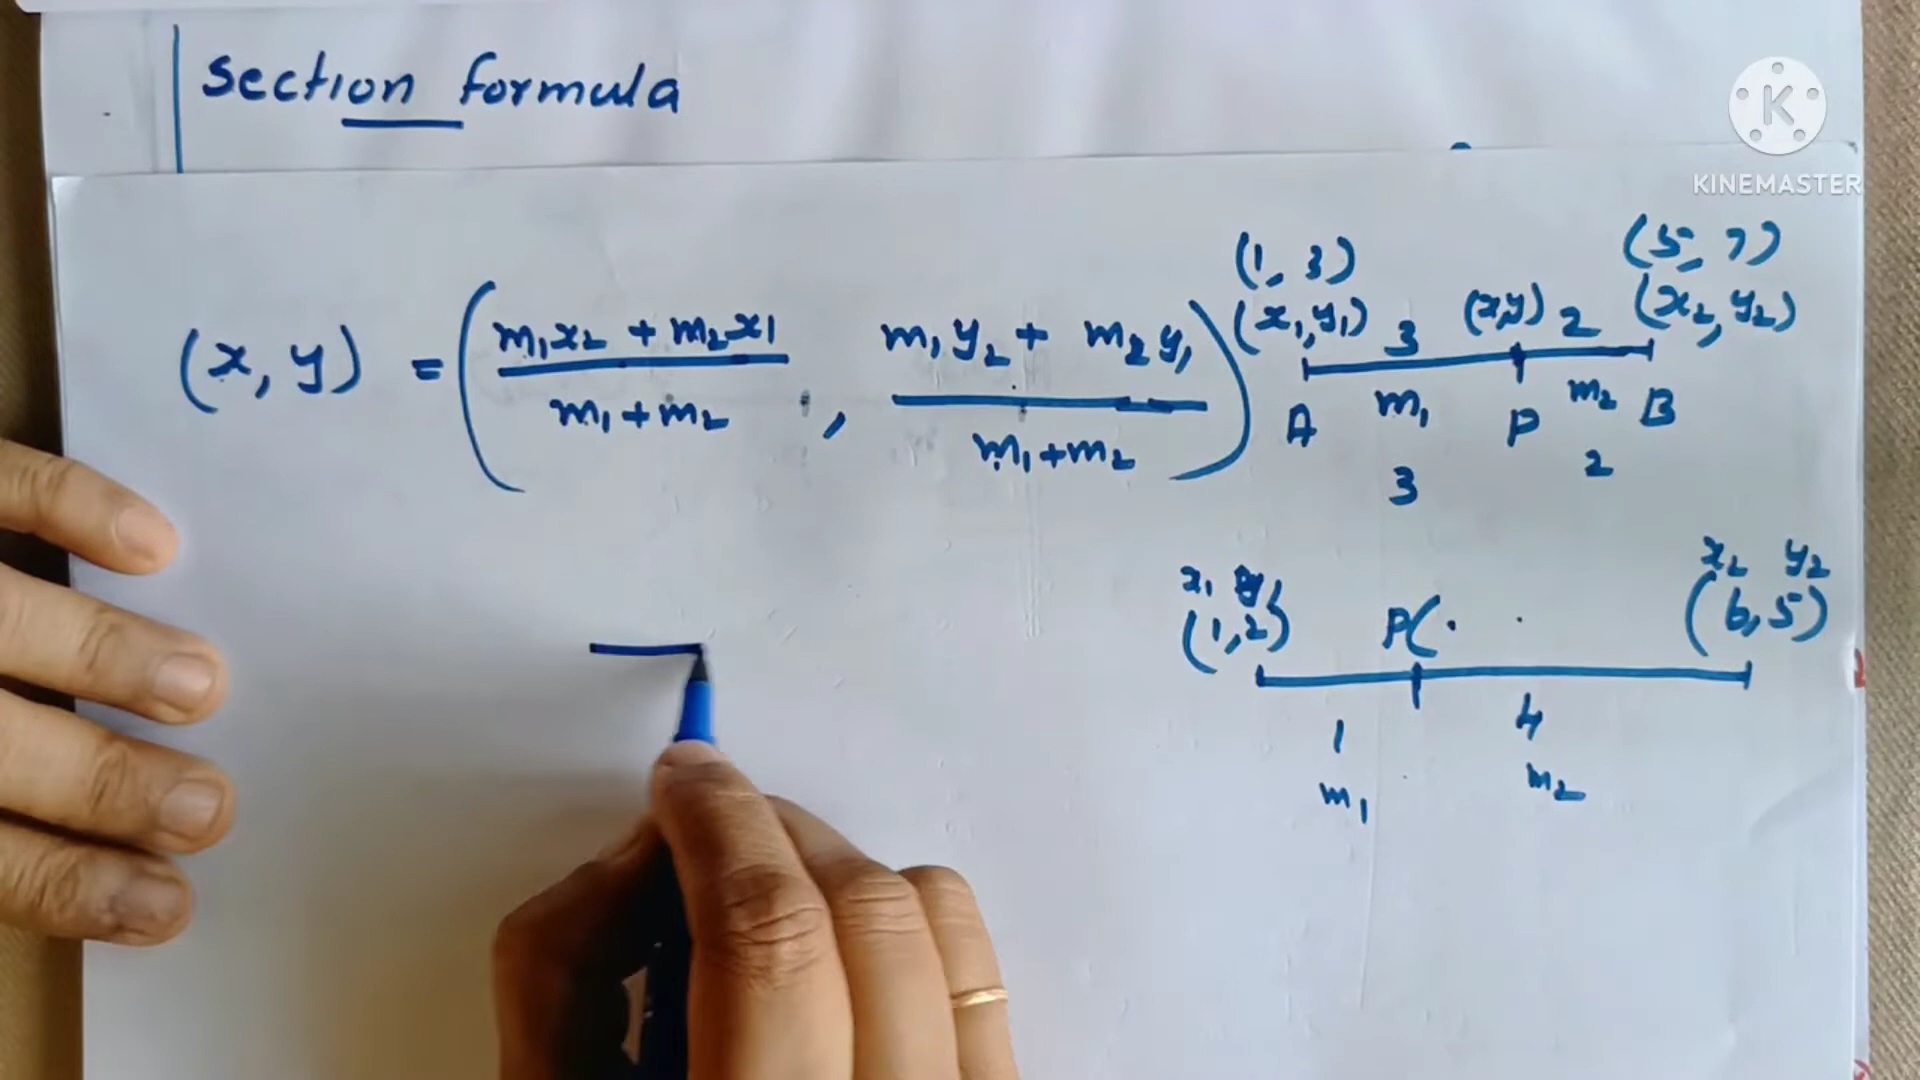 section formula
KINEMASTER
(x, y) = (m1x2 + m2x1 / m1+m2 , m1y2 + m2y1 / m1+m2)
(1, 3) (5, 7)
(x1, y1) 3 (x,y) 2 (x2, y2)
A m1 P m2 B
3 2
x1 y1 x2 y2
(1,2) P( . . (6,5)
1 4
m1 m2